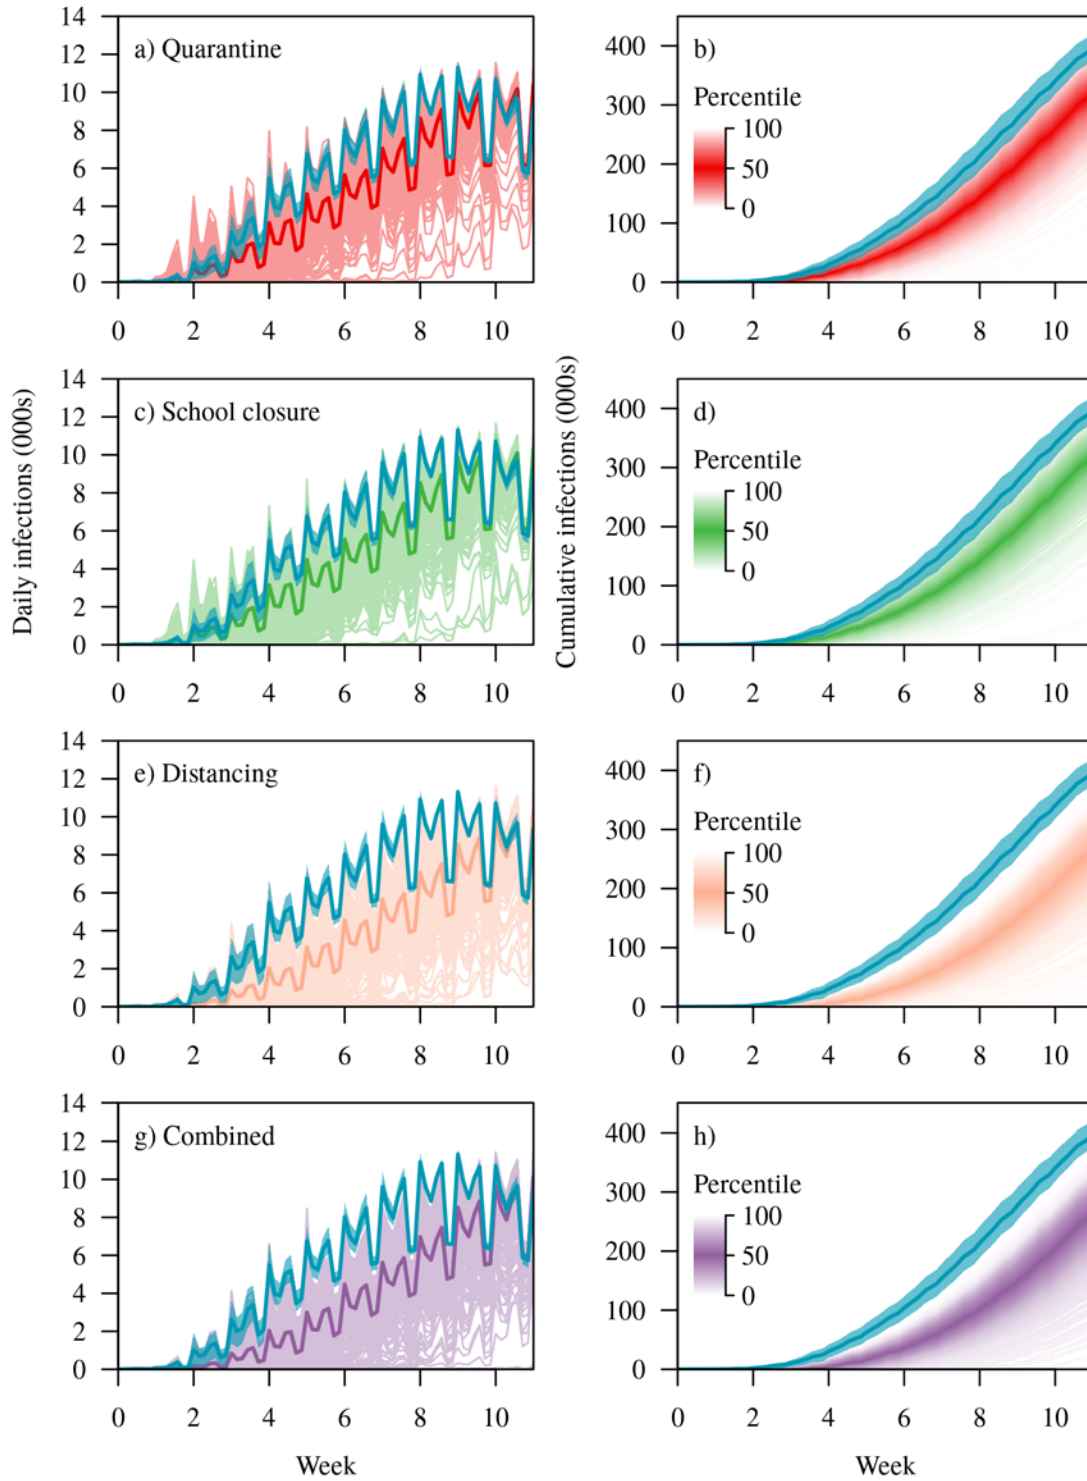 14
12
10
8
6
4
2
0
a) Quarantine
0 2 4 6 8 10
400
300
200
100
0
b)
Percentile
100
50
0
0 2 4 6 8 10
Daily infections (000s)
14
12
10
8
6
4
2
0
c) School closure
0 2 4 6 8 10
Cumulative infections (000s)
400
300
200
100
0
d)
Percentile
100
50
0
0 2 4 6 8 10
14
12
10
8
6
4
2
0
e) Distancing
0 2 4 6 8 10
400
300
200
100
0
f)
Percentile
100
50
0
0 2 4 6 8 10
14
12
10
8
6
4
2
0
g) Combined
0 2 4 6 8 10
Week
400
300
200
100
0
h)
Percentile
100
50
0
0 2 4 6 8 10
Week